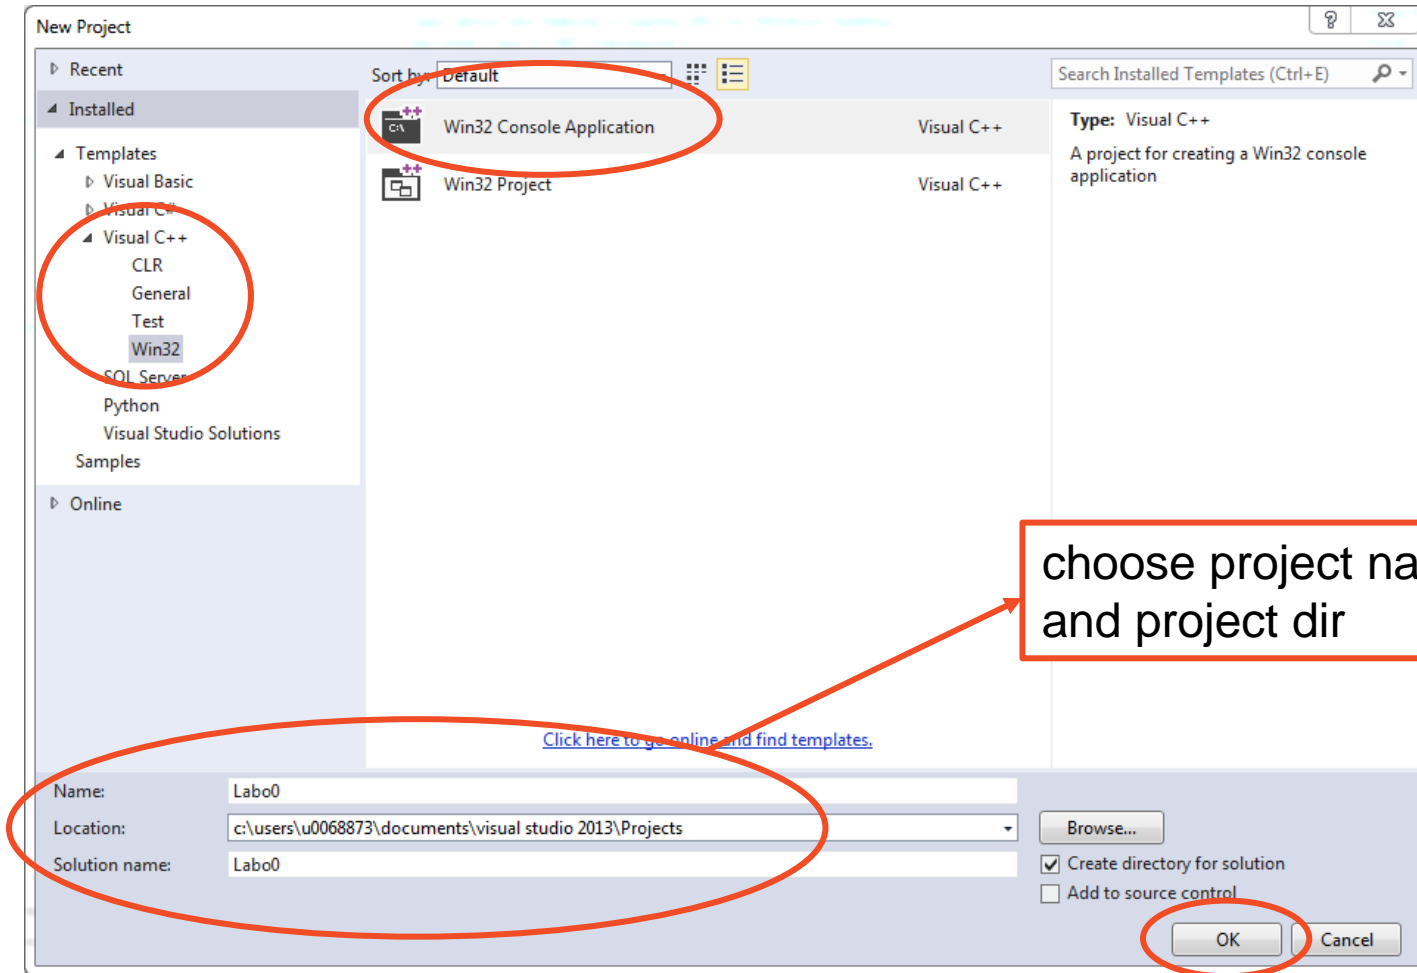 New Project
Recent
Installed
Templates
Visual Basic
Visual C#
Visual C++
CLR
General
Test
Win32
SQL Server
Python
Visual Studio Solutions
Samples
Online
Sort by: Default
Win32 Console Application Visual C++
Win32 Project Visual C++
Click here to go online and find templates.
Search Installed Templates (Ctrl+E)
Type: Visual C++
A project for creating a Win32 console
application
choose project na
and project dir
Name: Labo0
Location: c:\users\u0068873\documents\visual studio 2013\Projects
Solution name: Labo0
Browse...
Create directory for solution
Add to source control
OK Cancel